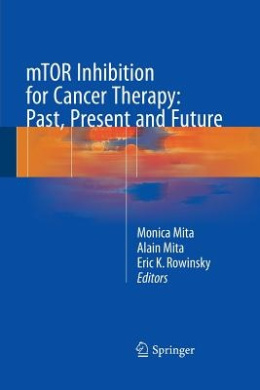 mTOR Inhibition
for Cancer Therapy:
Past, Present and Future
Monica Mita
Alain Mita
Eric K. Rowinsky
Editors
Springer